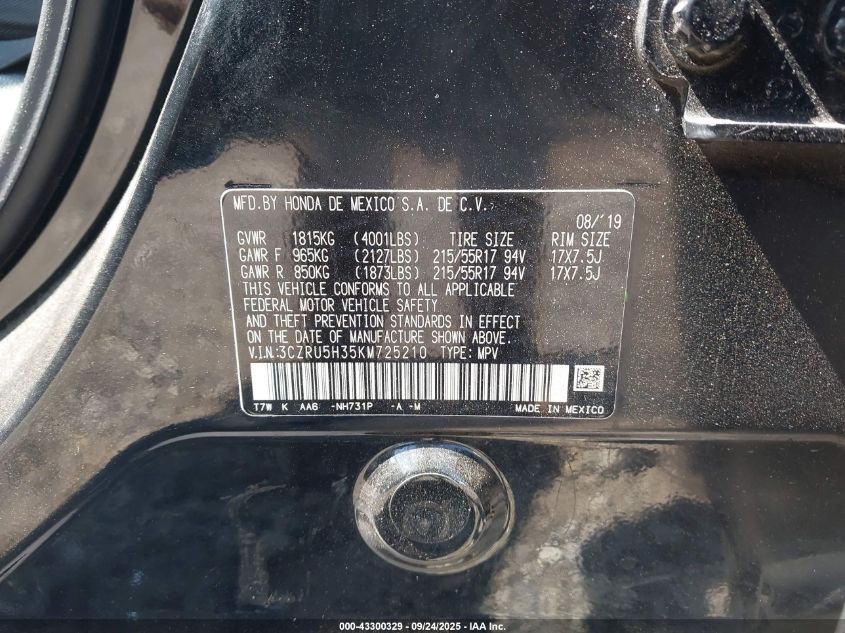 MFD.BY HONDA DE MEXICO S.A. DE C.V.
08/'19
GVWR 1815KG (4001LBS) TIRE SIZE RIM SIZE
GAWR F 965KG (2127LBS) 215/55R17 94V 17X7.5J
GAWR R 850KG (1873LBS) 215/55R17 94V 17X7.5J
THIS VEHICLE CONFORMS TO ALL APPLICABLE
FEDERAL MOTOR VEHICLE SAFETY
AND THEFT PREVENTION STANDARDS IN EFFECT
ON THE DATE OF MANUFACTURE SHOWN ABOVE.
V.I.N:3CZRU5H35KM725210 TYPE: MPV
T7W K AA6 -NH731P -A -M MADE IN MEXICO
000-43300329 - 09/24/2025 - IAA Inc.